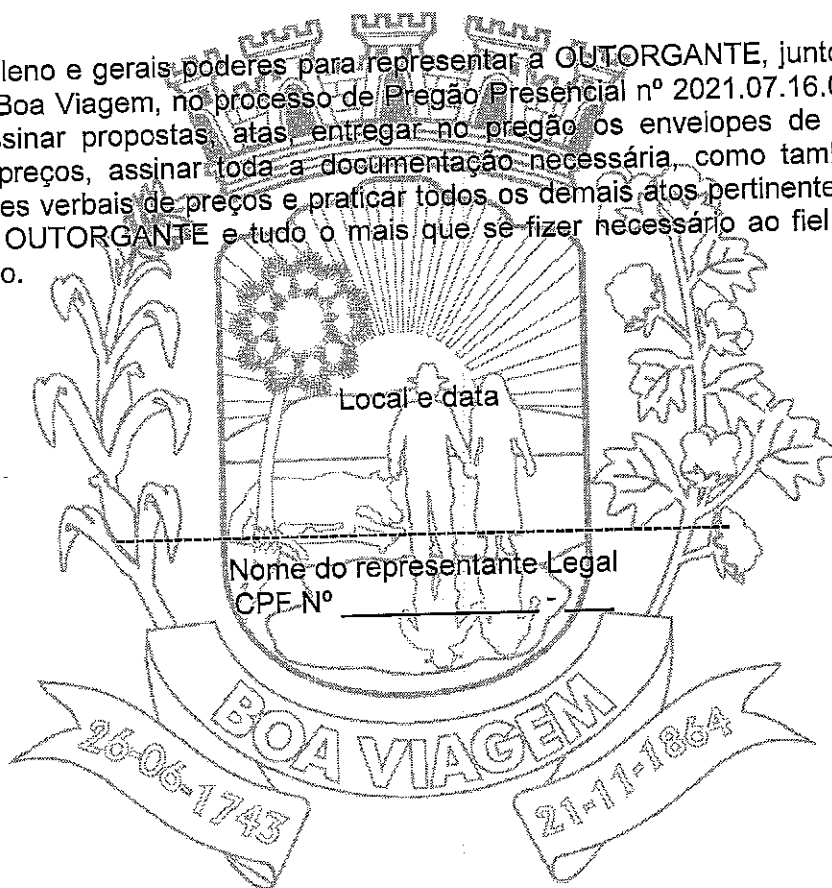 leno e gerais poderes para representar a OUTORGANTE, junto
Boa Viagem, no processo de Pregão Presencial nº 2021.07.16.
ssinar propostas, atas, entregar no pregão os envelopes de
preços, assinar toda a documentação necessária, como tam
es verbais de preços e praticar todos os demais atos pertinente
OUTORGANTE e tudo o mais que se fizer necessário ao fiel
o.
Local e data
Nome do representante Legal
CPF Nº ____________ - ___
BOA VIAGEM
26-06-1743
21-11-1864